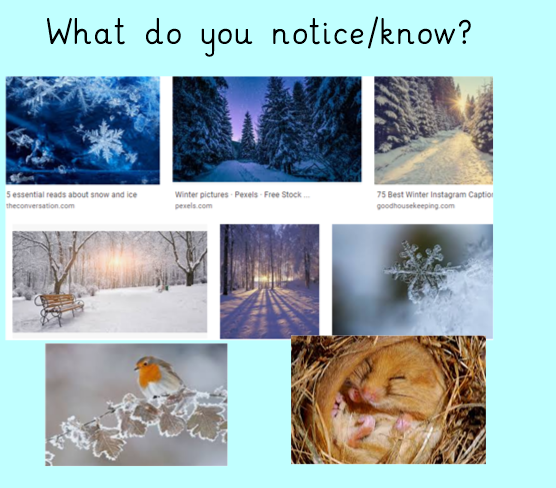 What do you notice/know?
5 essential reads about snow and ice
theconversation.com
Winter pictures · Pexels · Free Stock ...
pexels.com
75 Best Winter Instagram Captio
goodhousekeeping.com